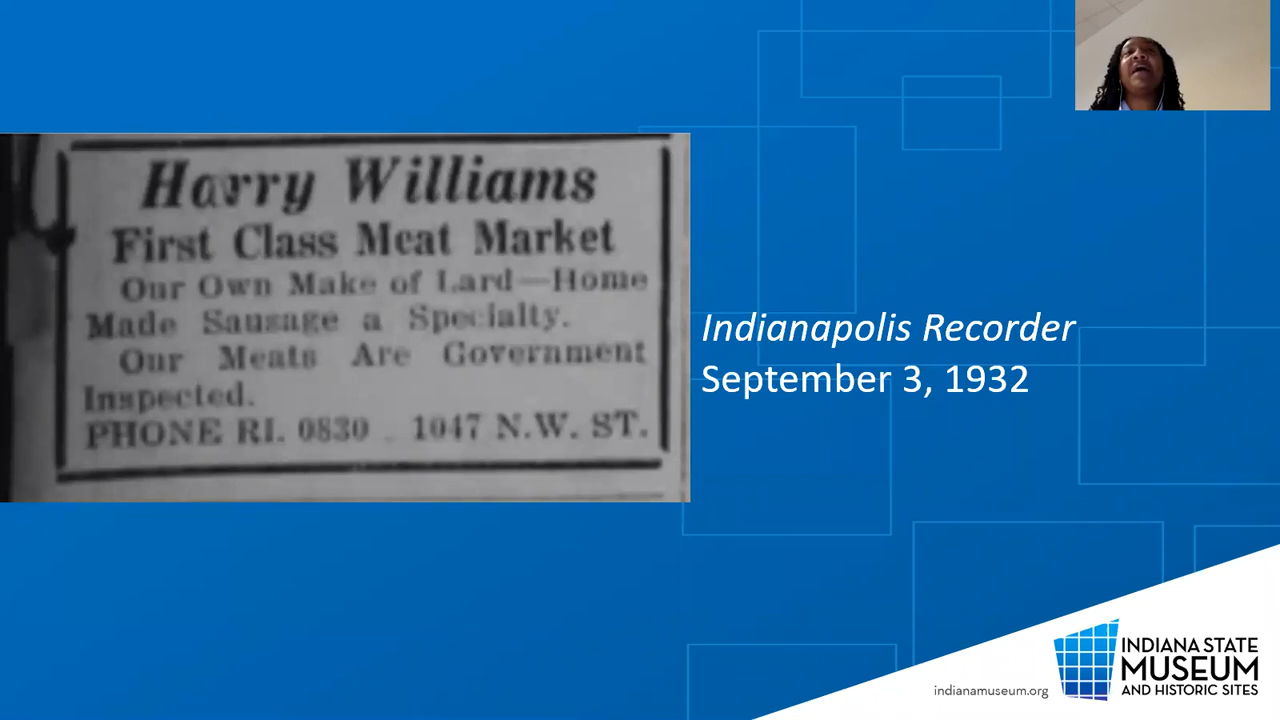 Harry Williams
First Class Meat Market
Our Own Make of Lard—Home
Made Sausage a Specialty.
Our Meats Are Government
Inspected.
PHONE RI. 0830 1047 N.W. ST.
Indianapolis Recorder
September 3, 1932
indianamuseum.org
INDIANA STATE
MUSEUM
AND HISTORIC SITES